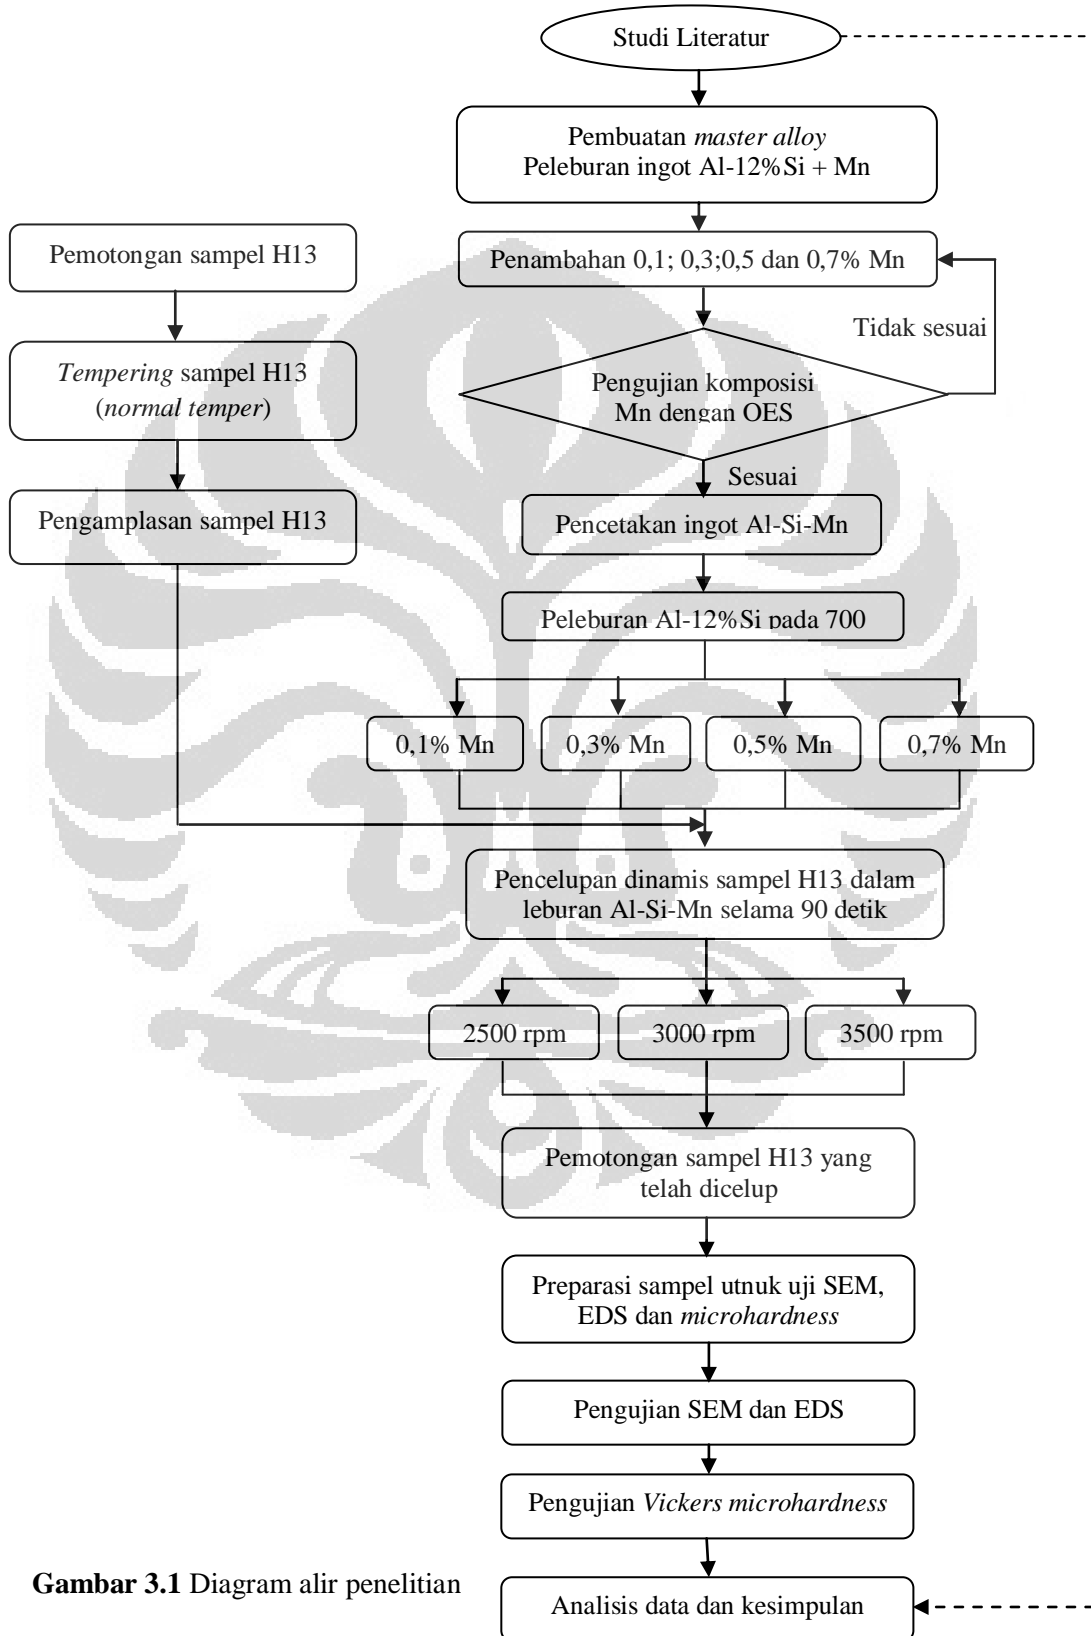 Studi Literatur
Pembuatan master alloy
Peleburan ingot Al-12%Si + Mn
Pemotongan sampel H13
Penambahan 0,1; 0,3;0,5 dan 0,7% Mn
Tidak sesuai
Tempering sampel H13
(normal temper)
Pengujian komposisi
Mn dengan OES
Sesuai
Pengamplasan sampel H13
Pencetakan ingot Al-Si-Mn
Peleburan Al-12%Si pada 700
0,1% Mn
0,3% Mn
0,5% Mn
0,7% Mn
Pencelupan dinamis sampel H13 dalam
leburan Al-Si-Mn selama 90 detik
2500 rpm
3000 rpm
3500 rpm
Pemotongan sampel H13 yang
telah dicelup
Preparasi sampel utnuk uji SEM,
EDS dan microhardness
Pengujian SEM dan EDS
Pengujian Vickers microhardness
Gambar 3.1 Diagram alir penelitian
Analisis data dan kesimpulan